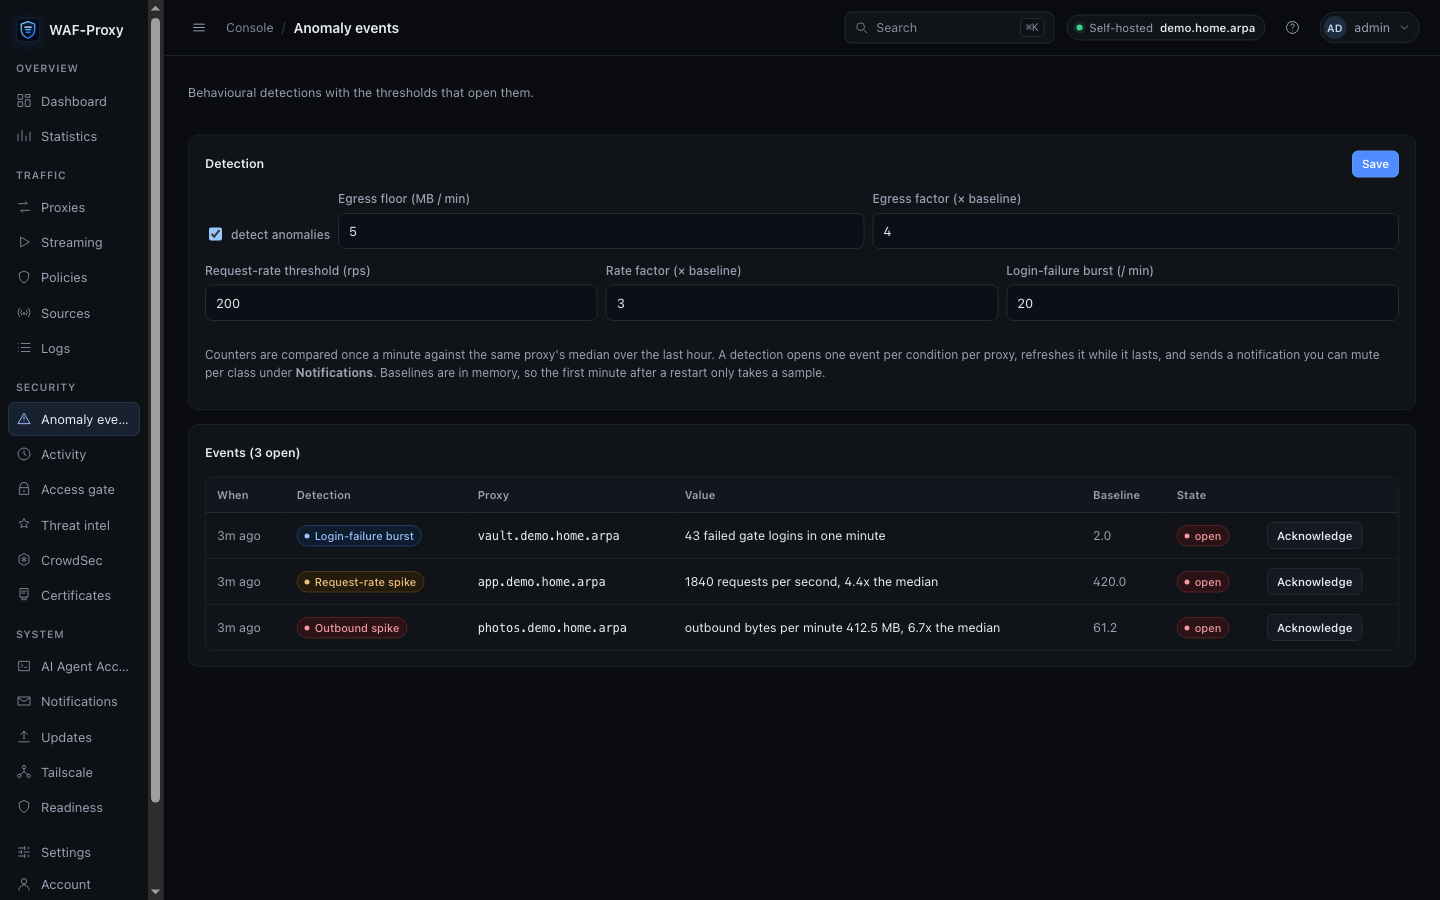 WAF-Proxy
OVERVIEW
Dashboard
Statistics
TRAFFIC
Proxies
Streaming
Policies
Sources
Logs
SECURITY
Anomaly eve...
Activity
Access gate
Threat intel
CrowdSec
Certificates
SYSTEM
AI Agent Acc...
Notifications
Updates
Tailscale
Readiness
Settings
Account
Console / Anomaly events
Search ⌘K
Self-hosted demo.home.arpa
AD admin
Behavioural detections with the thresholds that open them.
Detection
Save
detect anomalies
Egress floor (MB / min)
5
Egress factor (× baseline)
4
Request-rate threshold (rps)
200
Rate factor (× baseline)
3
Login-failure burst (/ min)
20
Counters are compared once a minute against the same proxy's median over the last hour. A detection opens one event per condition per proxy, refreshes it while it lasts, and sends a notification you can mute
per class under Notifications. Baselines are in memory, so the first minute after a restart only takes a sample.
Events (3 open)
When Detection Proxy Value Baseline State
3m ago Login-failure burst vault.demo.home.arpa 43 failed gate logins in one minute 2.0 open Acknowledge
3m ago Request-rate spike app.demo.home.arpa 1840 requests per second, 4.4x the median 420.0 open Acknowledge
3m ago Outbound spike photos.demo.home.arpa outbound bytes per minute 412.5 MB, 6.7x the median 61.2 open Acknowledge